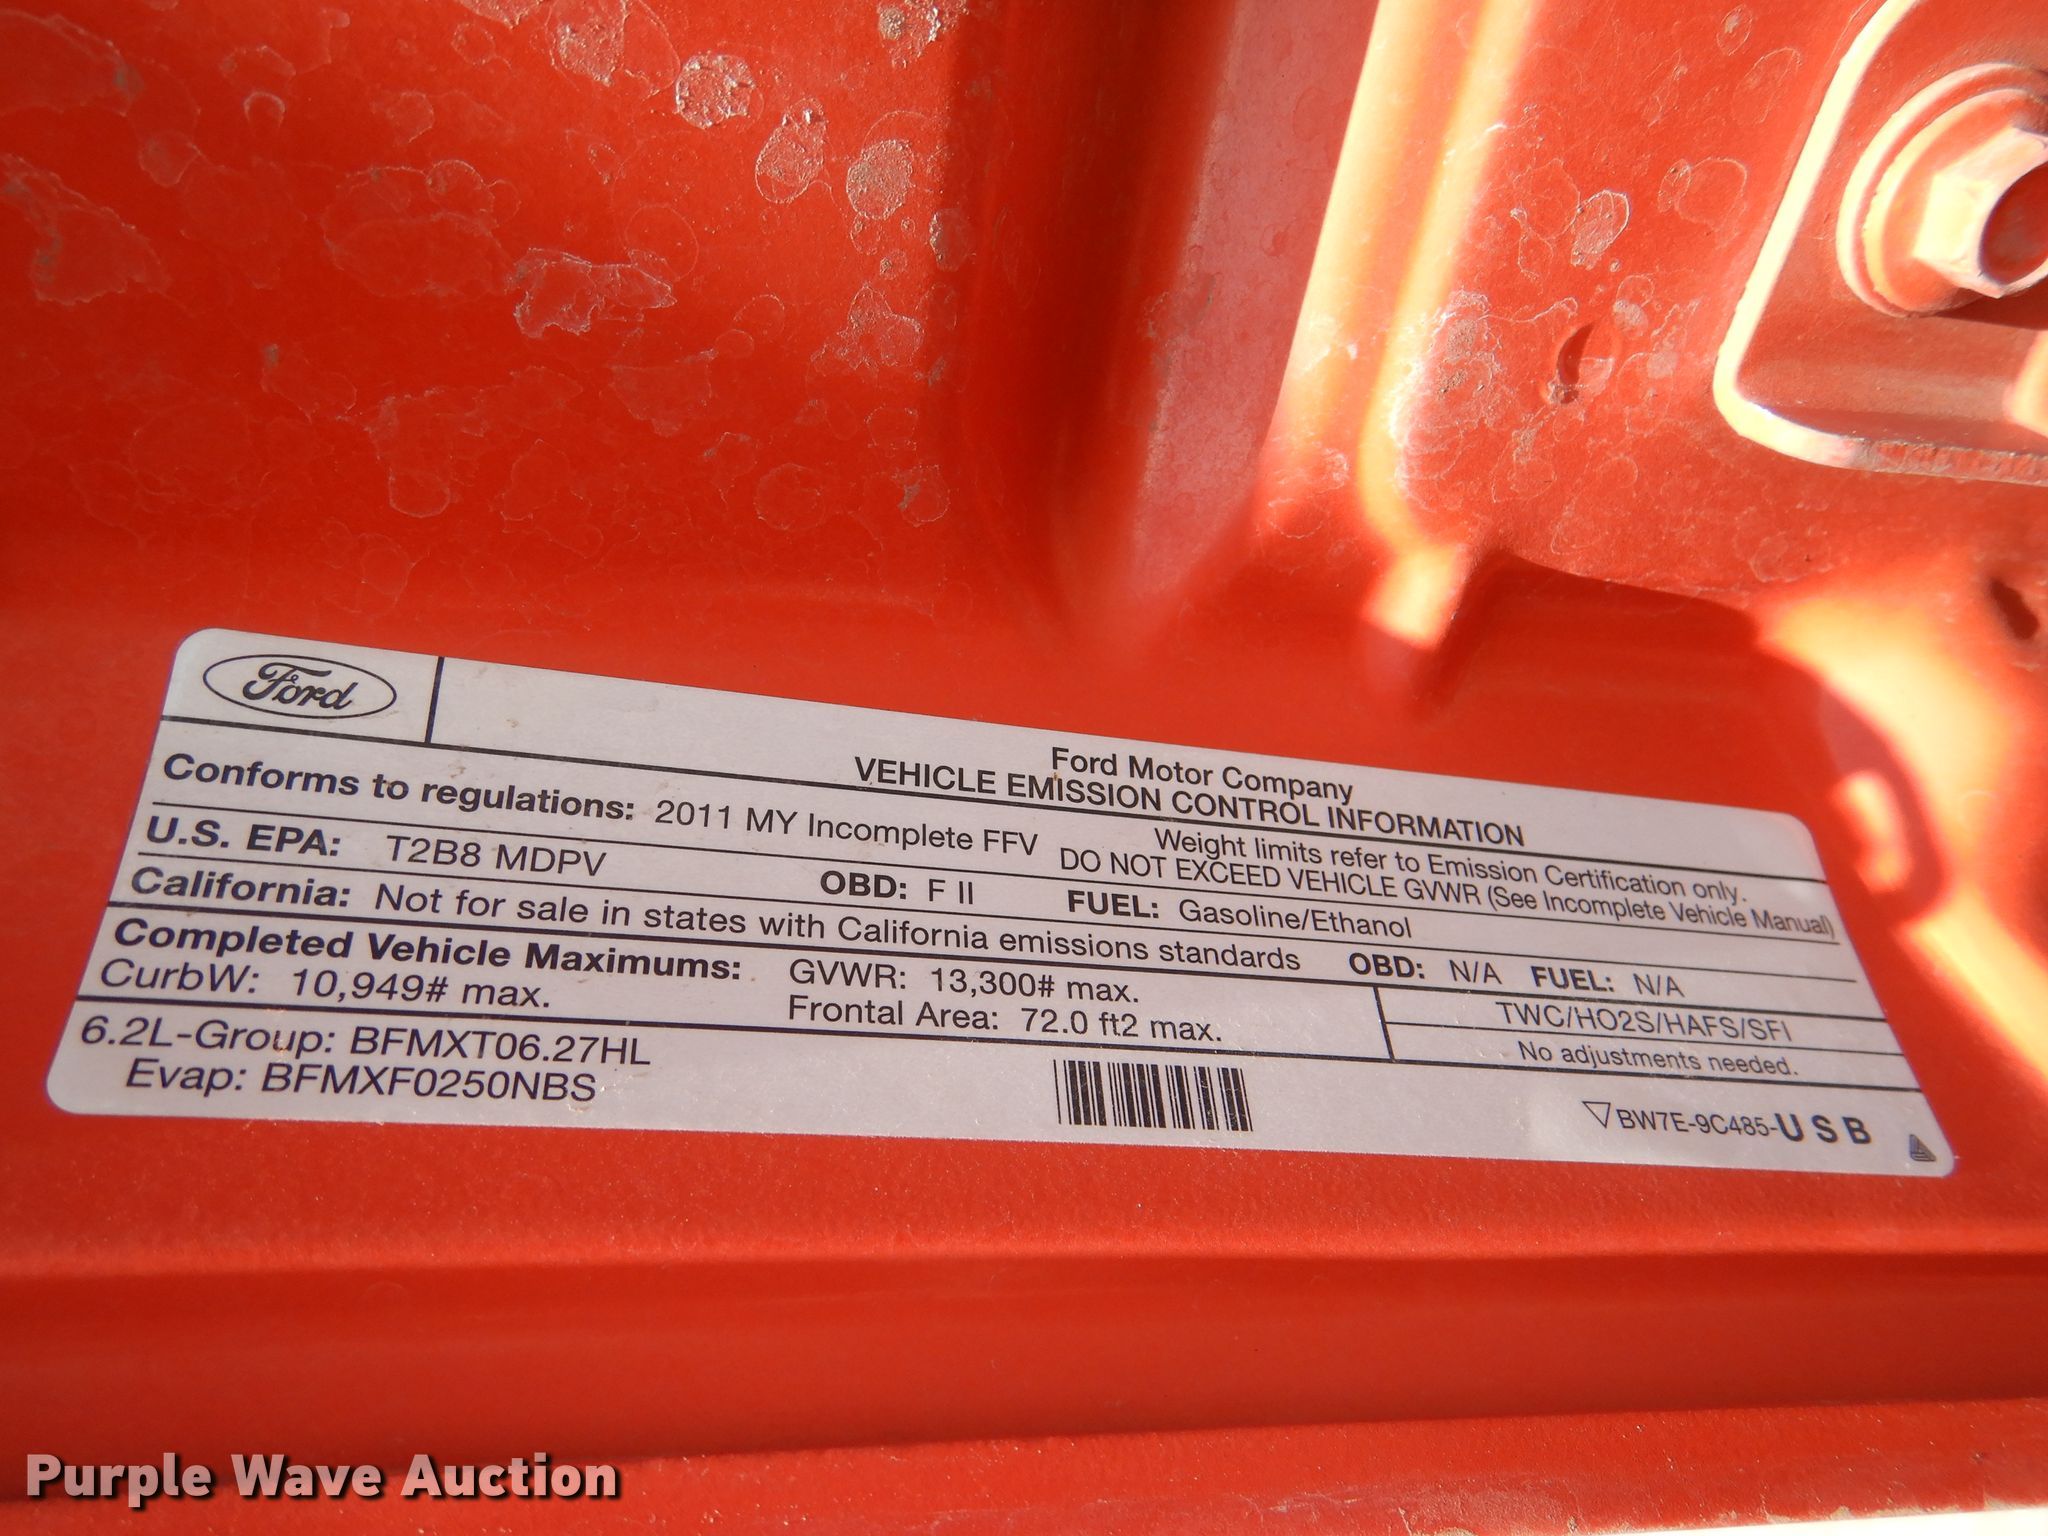 Ford
Ford Motor Company
VEHICLE EMISSION CONTROL INFORMATION
Conforms to regulations: 2011 MY Incomplete FFV
Weight limits refer to Emission Certification only.
DO NOT EXCEED VEHICLE GVWR (See Incomplete Vehicle Manual)
U.S. EPA: T2B8 MDPV OBD: F II FUEL: Gasoline/Ethanol
California: Not for sale in states with California emissions standards OBD: N/A FUEL: N/A
Completed Vehicle Maximums: GVWR: 13,300# max.
CurbW: 10,949# max. Frontal Area: 72.0 ft2 max.
TWC/HO2S/HAFS/SFI
No adjustments needed.
6.2L-Group: BFMXT06.27HL
Evap: BFMXF0250NBS
BW7E-9C485-USB
Purple Wave Auction